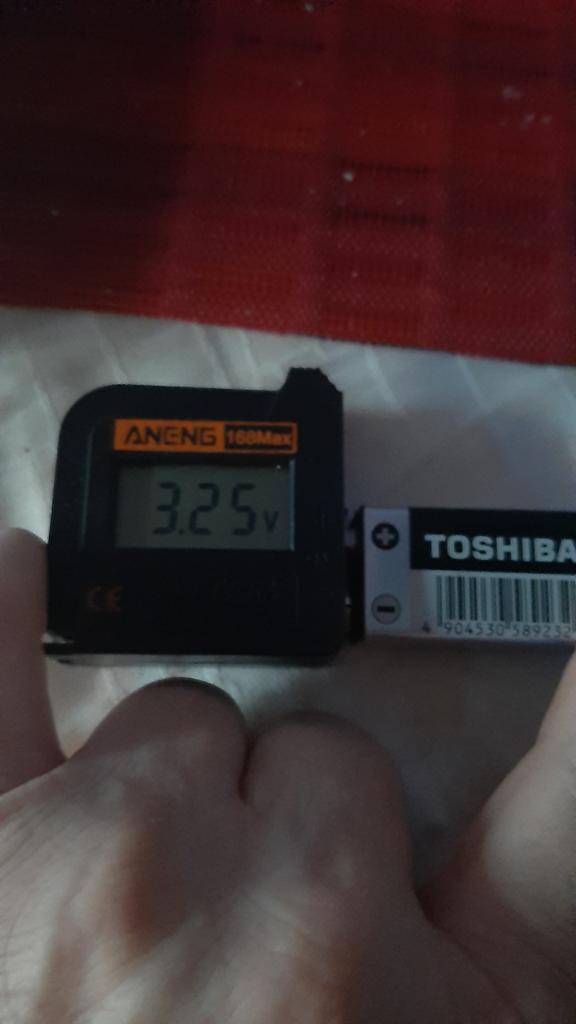 ANENG 168Max
3.25V
CE
+ TOSHIBA
-
4 904530 589232